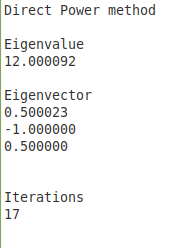 Direct Power method
Eigenvalue
12.000092
Eigenvector
0.500023
-1.000000
0.500000
Iterations
17